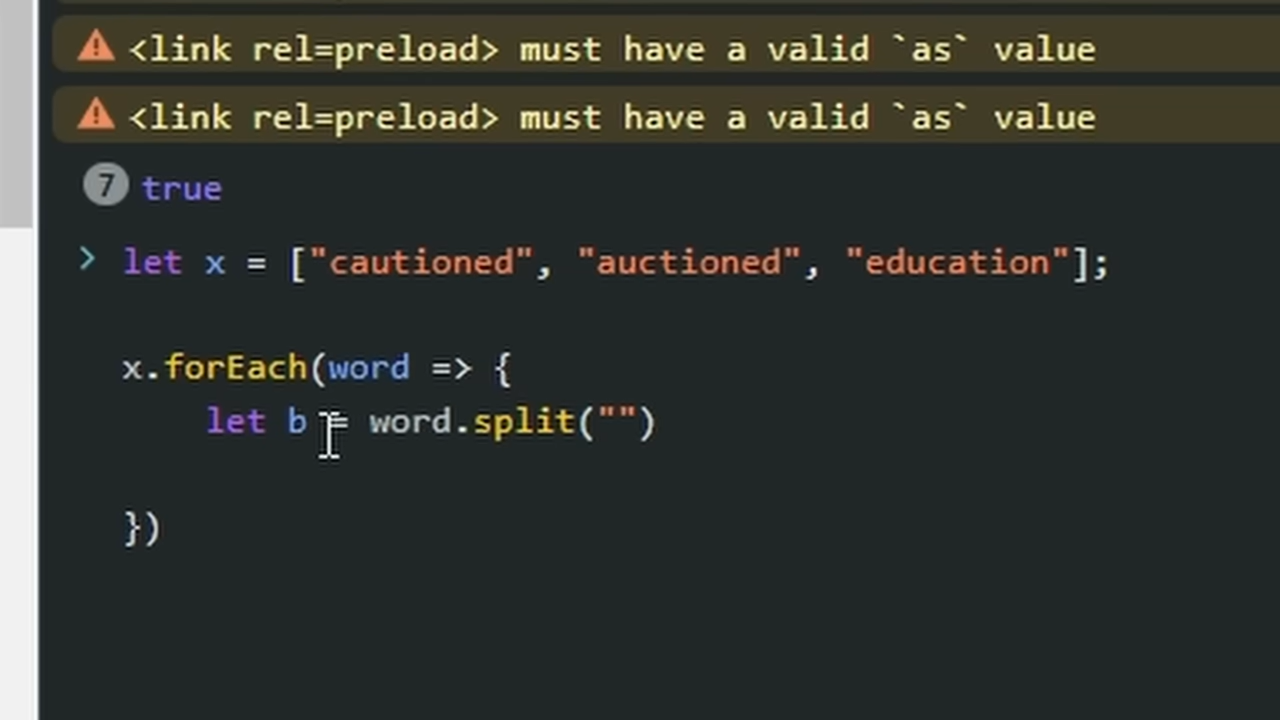 <link rel=preload> must have a valid `as` value
<link rel=preload> must have a valid `as` value
7 true
> let x = ["cautioned", "auctioned", "education"];
x.forEach(word => {
let b = word.split("")
})